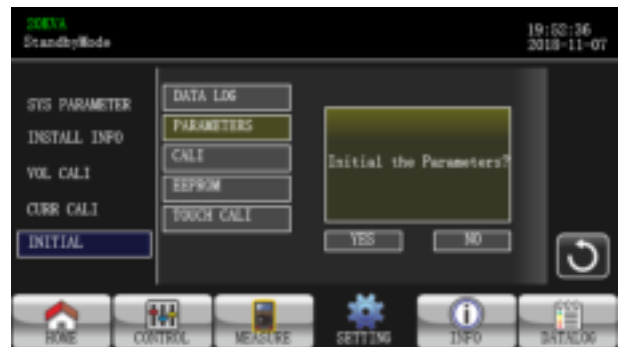 20KVA
StandbyMode
19:52:36
2018-11-07
SYS PARAMETER
INSTALL INFO
VOL CALI
CURR CALI
INITIAL
DATA LOG
PARAMETERS
CALI
EEPROM
TOUCH CALI
Initial the Parameters?
YES
NO
HOME
CONTROL
MEASURE
SETTING
INFO
DATALOG